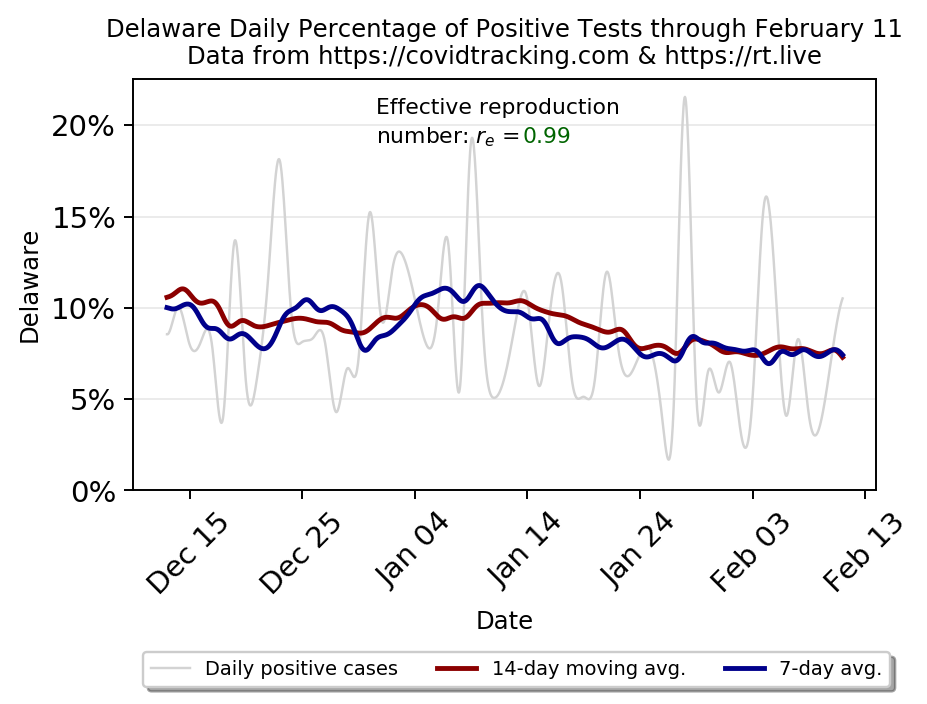 Delaware Daily Percentage of Positive Tests through February 11
Data from https://covidtracking.com & https://rt.live
Effective reproduction
number: rₑ =0.99
20%
15%
10%
5%
0%
Delaware
Dec 15
Dec 25
Jan 04
Jan 14
Jan 24
Feb 03
Feb 13
Date
Daily positive cases
14-day moving avg.
7-day avg.